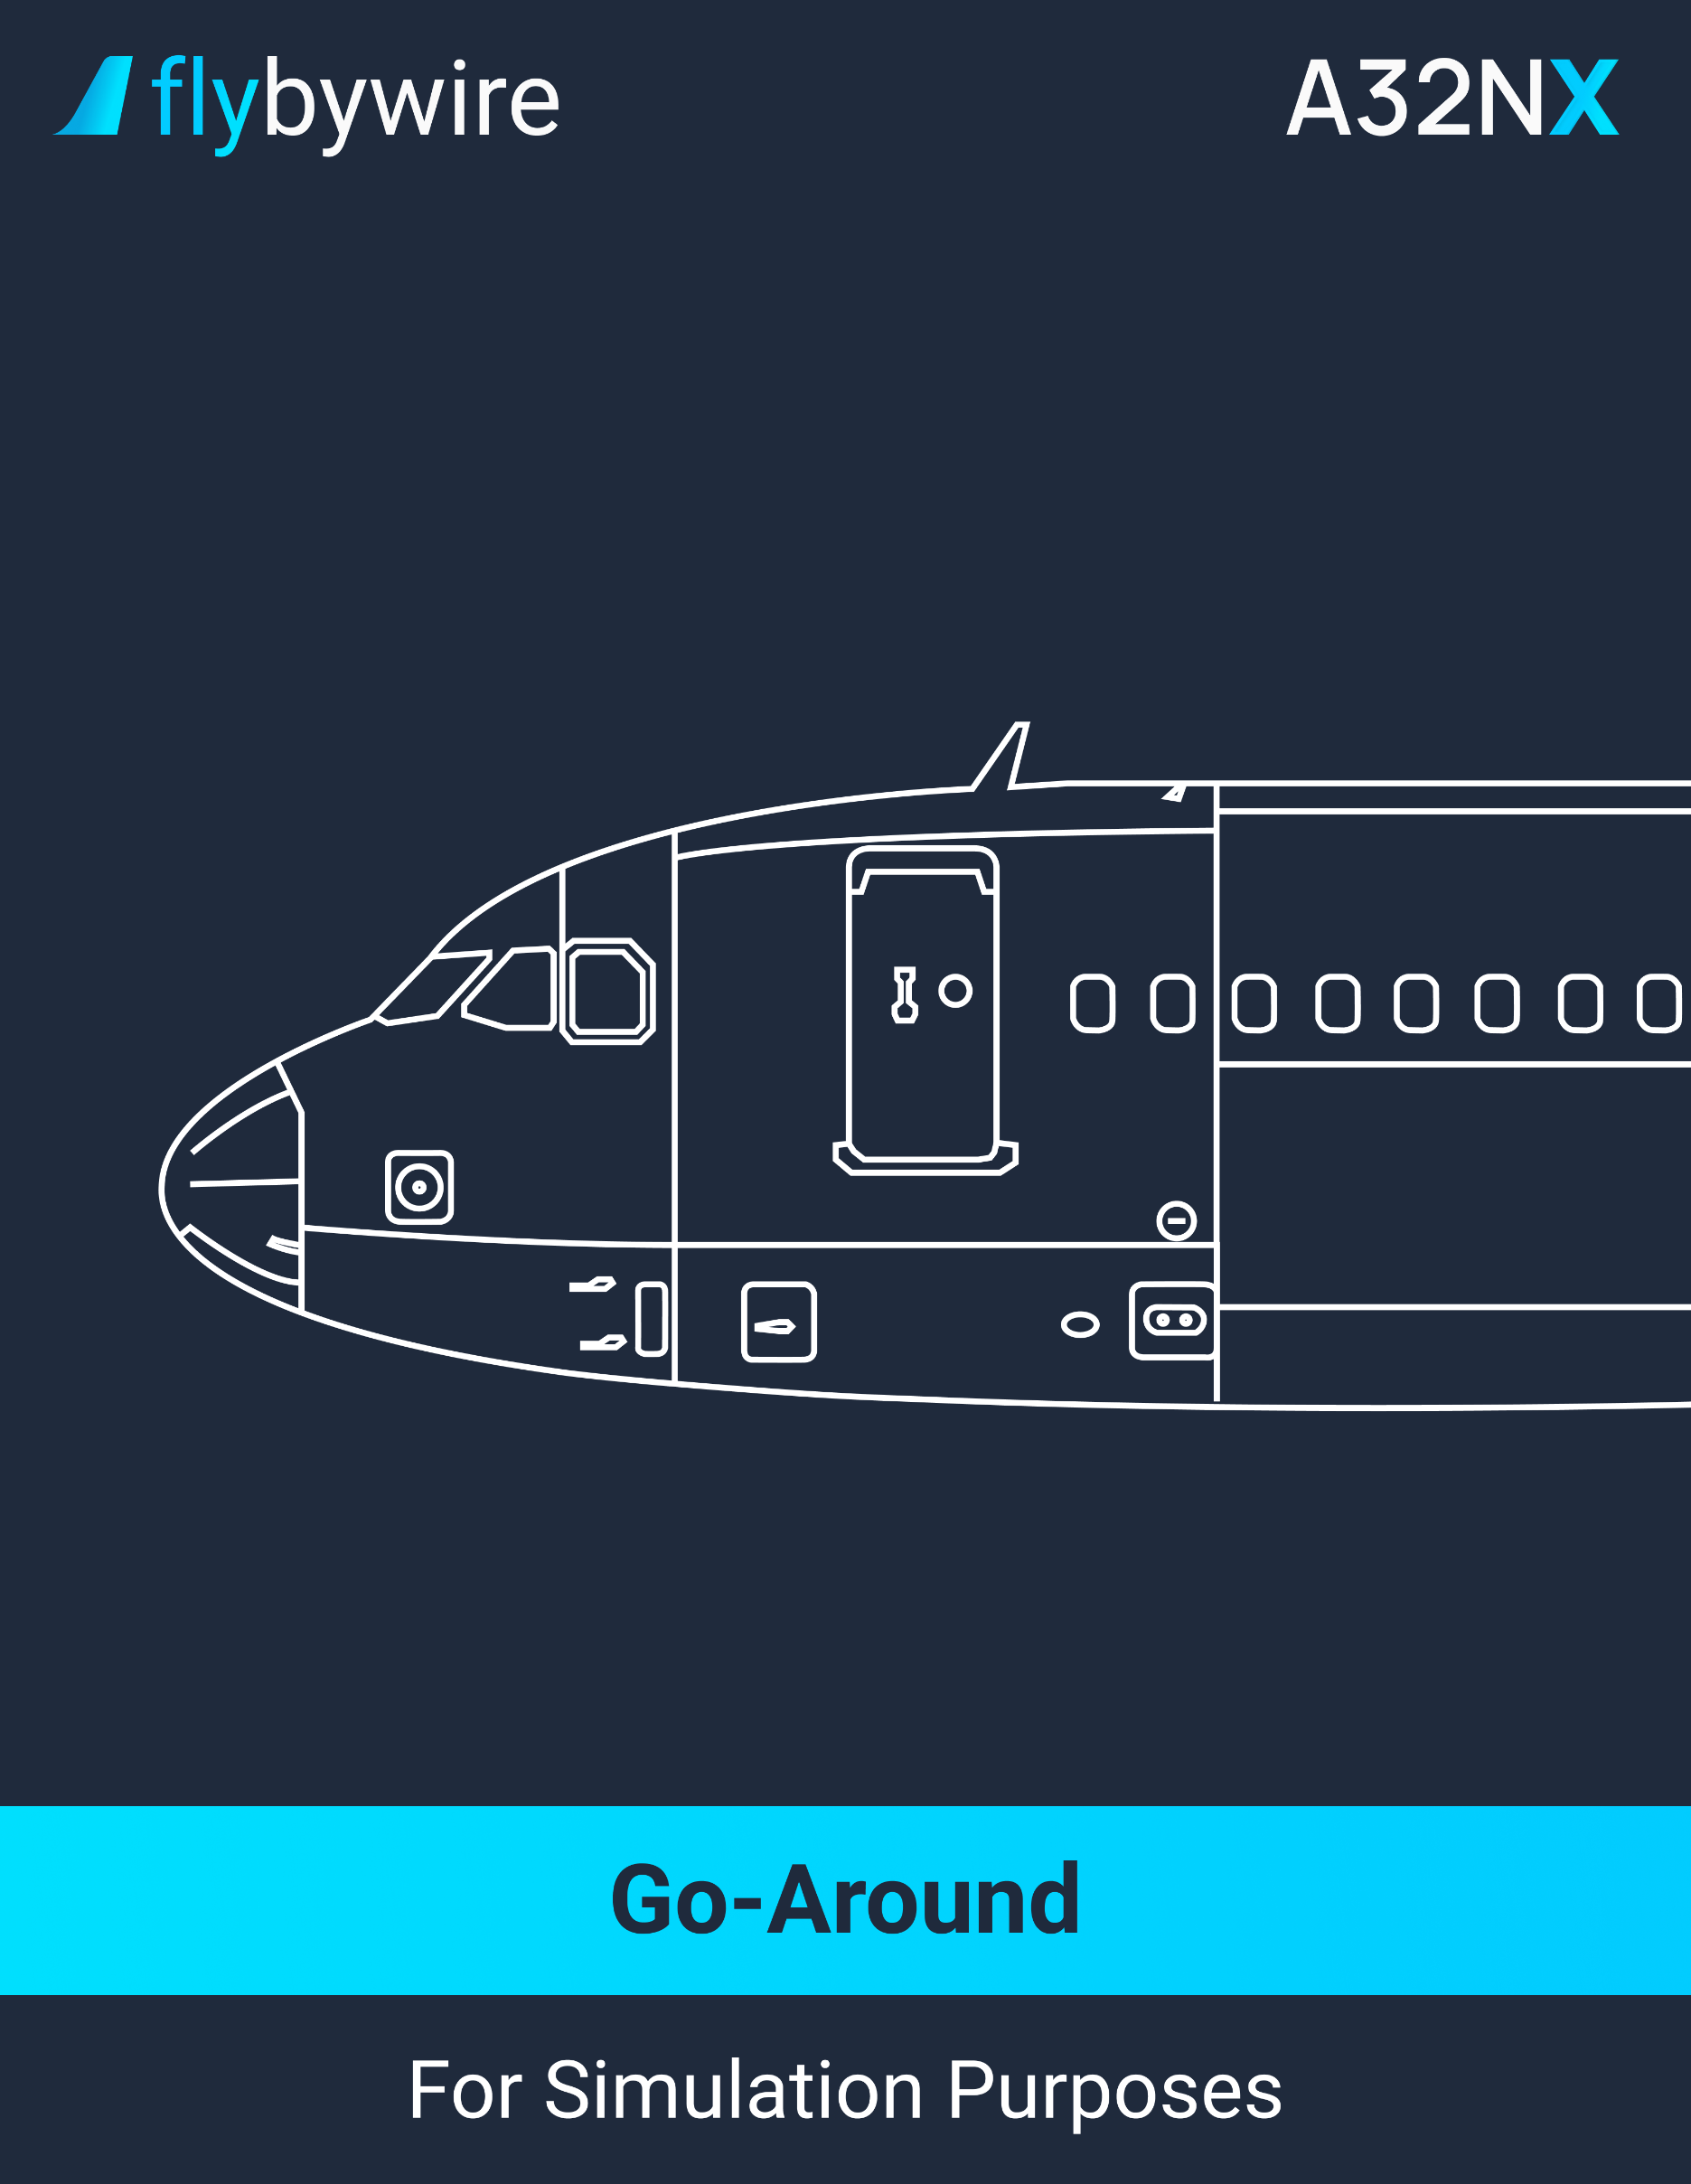 flybywire
A32NX
Go-Around
For Simulation Purposes